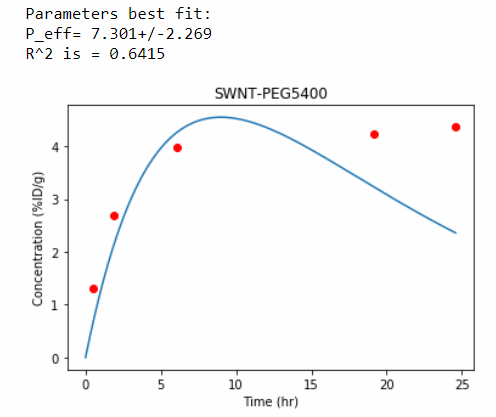 Parameters best fit:
P_eff= 7.301+/-2.269
R^2 is = 0.6415
SWNT-PEG5400
Concentration (%ID/g)
4
3
2
1
0
0 5 10 15 20 25
Time (hr)